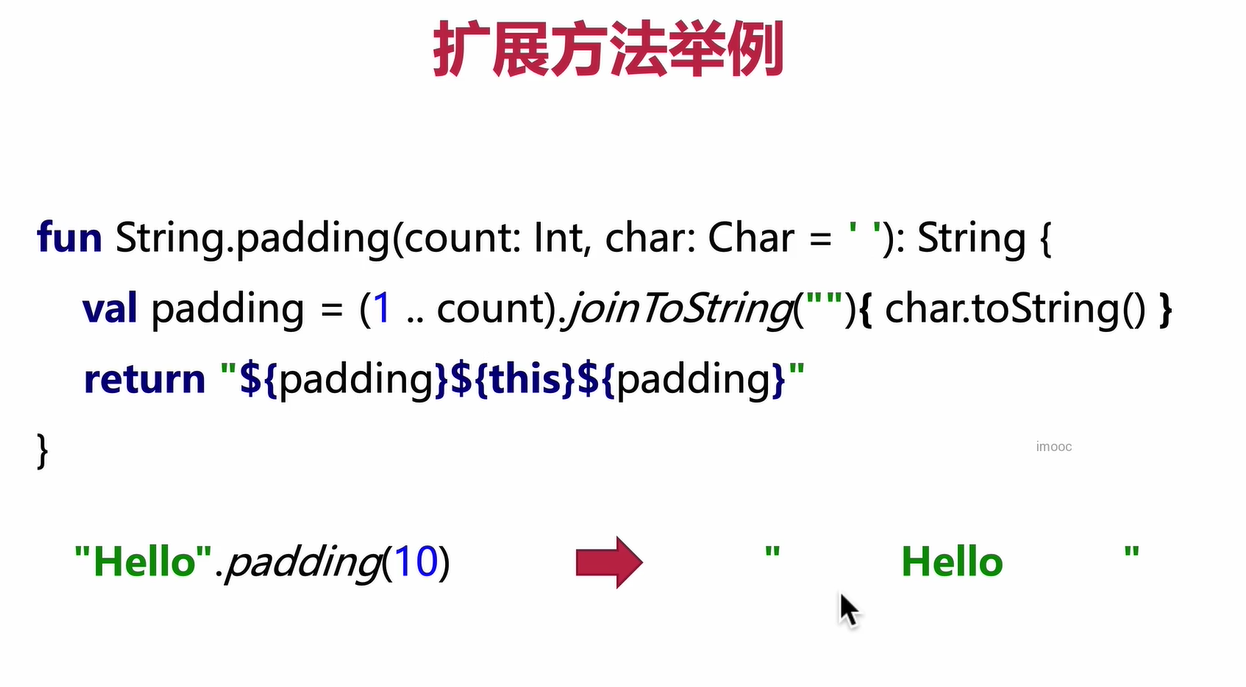 扩展方法举例
fun String.padding(count: Int, char: Char = ' '): String {
val padding = (1 .. count).joinToString(""){ char.toString() }
return "${padding}${this}${padding}"
}
imooc
"Hello".padding(10) " Hello "